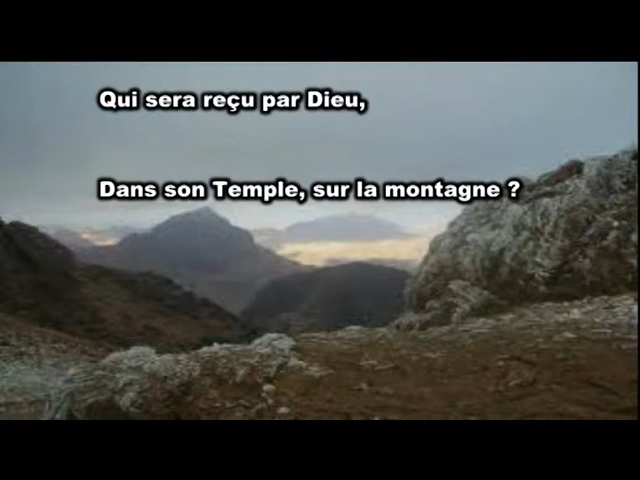 Qui sera reçu par Dieu,
Dans son Temple, sur la montagne ?